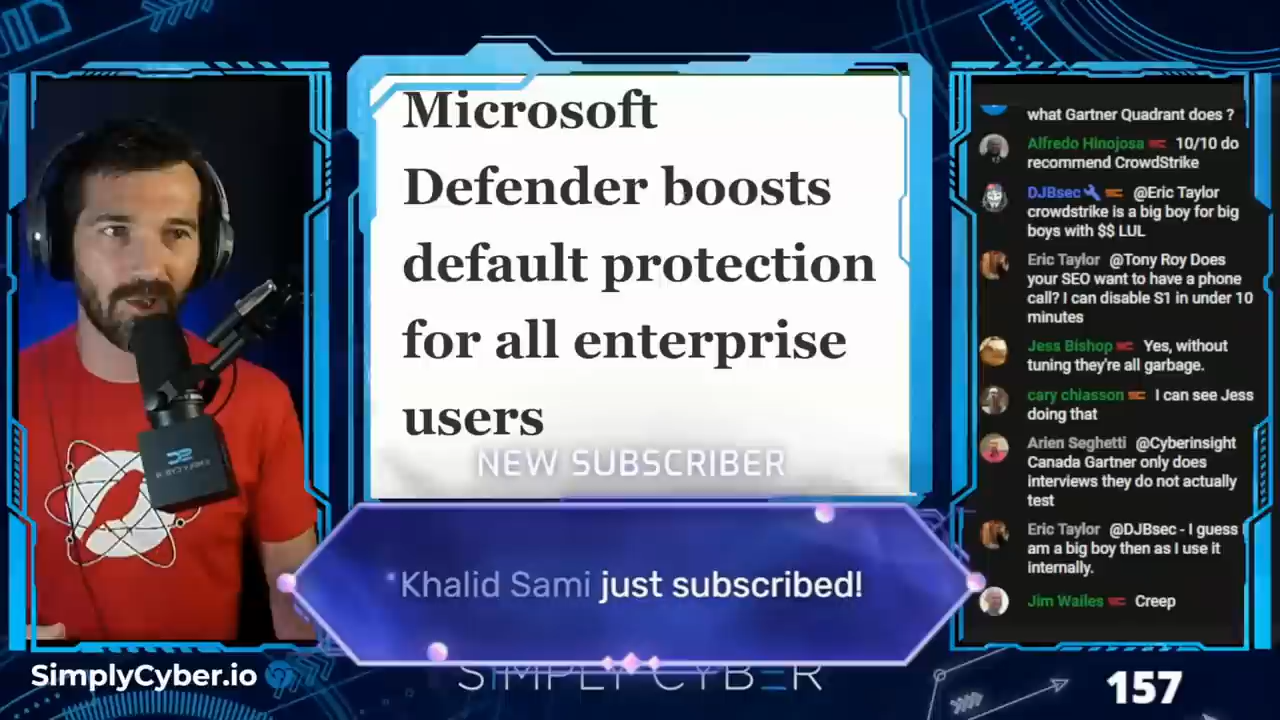 Microsoft
Defender boosts
default protection
for all enterprise
users
NEW SUBSCRIBER
Khalid Sami just subscribed!
SIMPLY CYBER
SimplyCyber.io
what Gartner Quadrant does ?
Alfredo Hinojosa 10/10 do
recommend CrowdStrike
DJBsec @Eric Taylor
crowdstrike is a big boy for big
boys with $$ LUL
Eric Taylor @Tony Roy Does
your SEO want to have a phone
call? I can disable S1 in under 10
minutes
Jess Bishop Yes, without
tuning they're all garbage.
cary chiasson I can see Jess
doing that
Arien Seghetti @Cyberinsight
Canada Gartner only does
interviews they do not actually
test
Eric Taylor @DJBsec - I guess
am a big boy then as I use it
internally.
Jim Wailes Creep
157